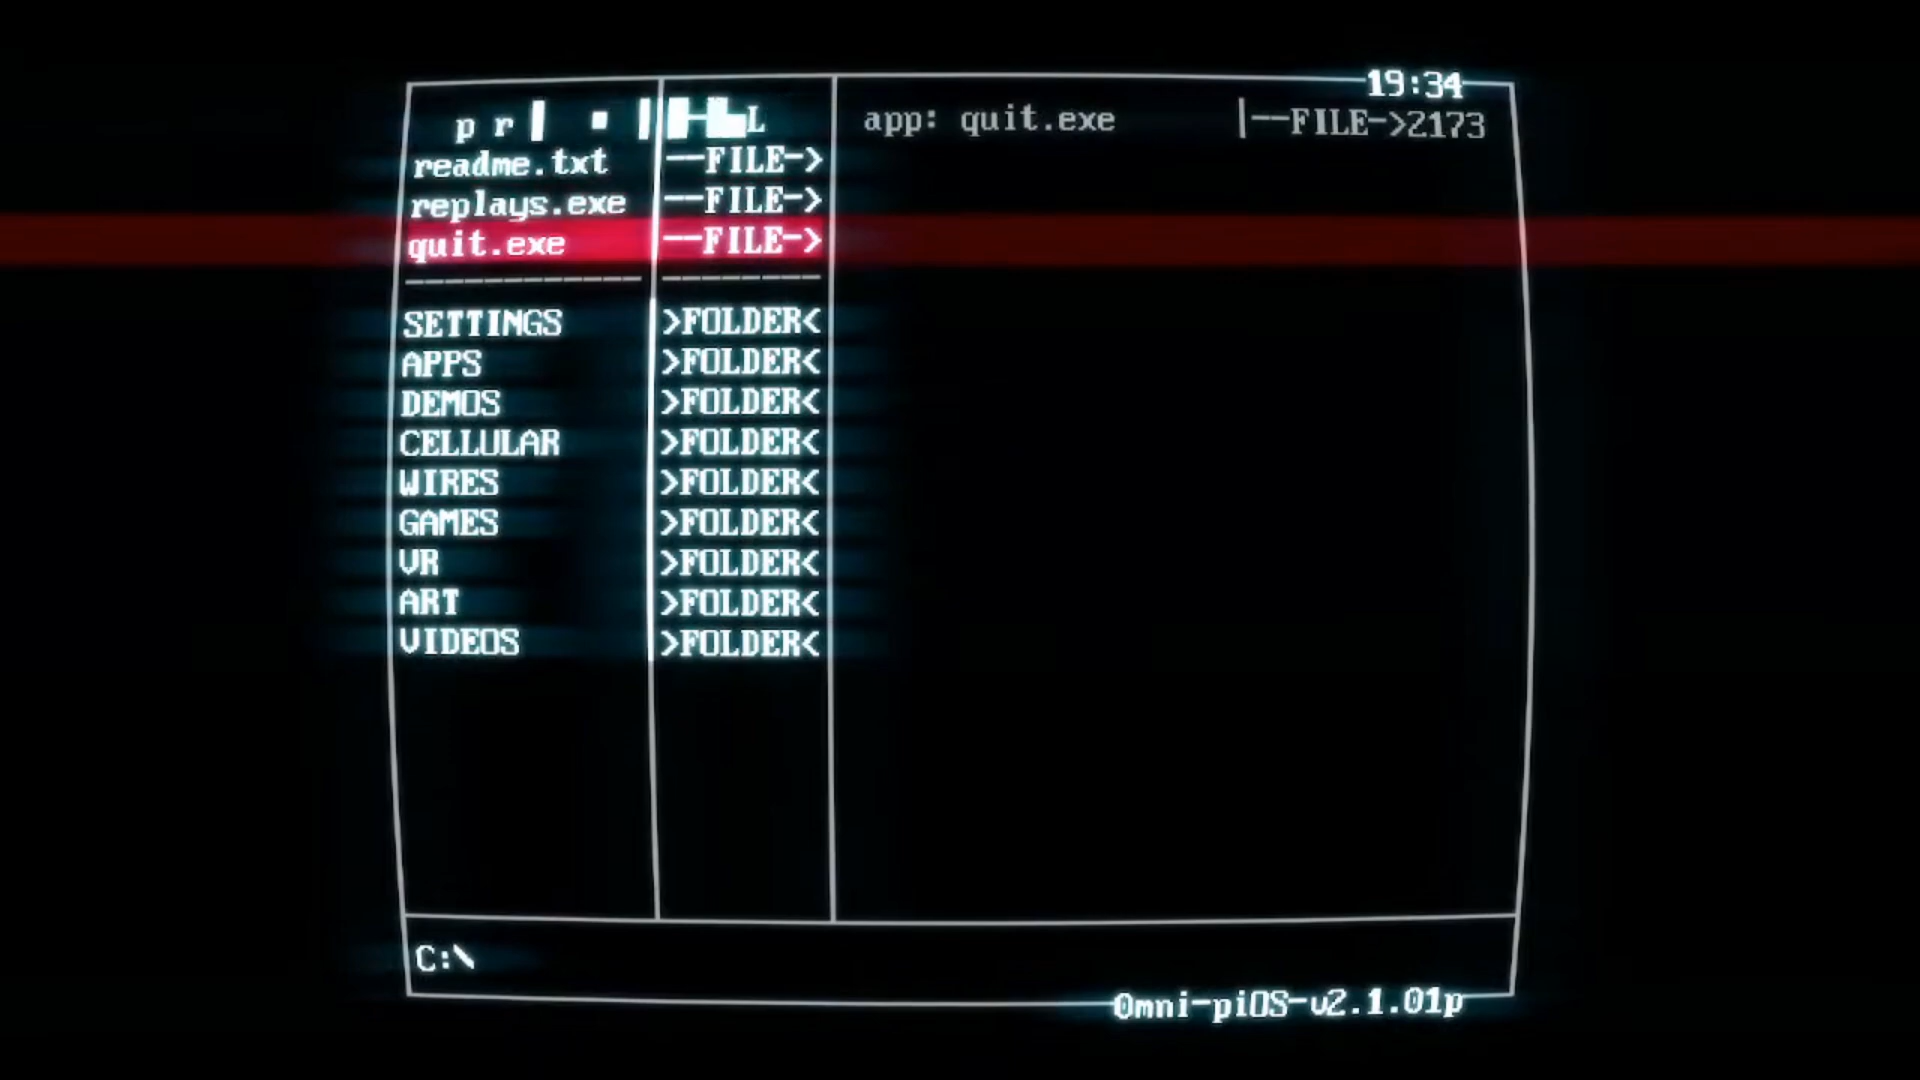 19:34
app: quit.exe |--FILE->2173
readme.txt --FILE->
replays.exe --FILE->
quit.exe --FILE->
------------ --------
SETTINGS >FOLDER<
APPS >FOLDER<
DEMOS >FOLDER<
CELLULAR >FOLDER<
WIRES >FOLDER<
GAMES >FOLDER<
VR >FOLDER<
ART >FOLDER<
VIDEOS >FOLDER<
C:\
Omni-piOS-v2.1.01p